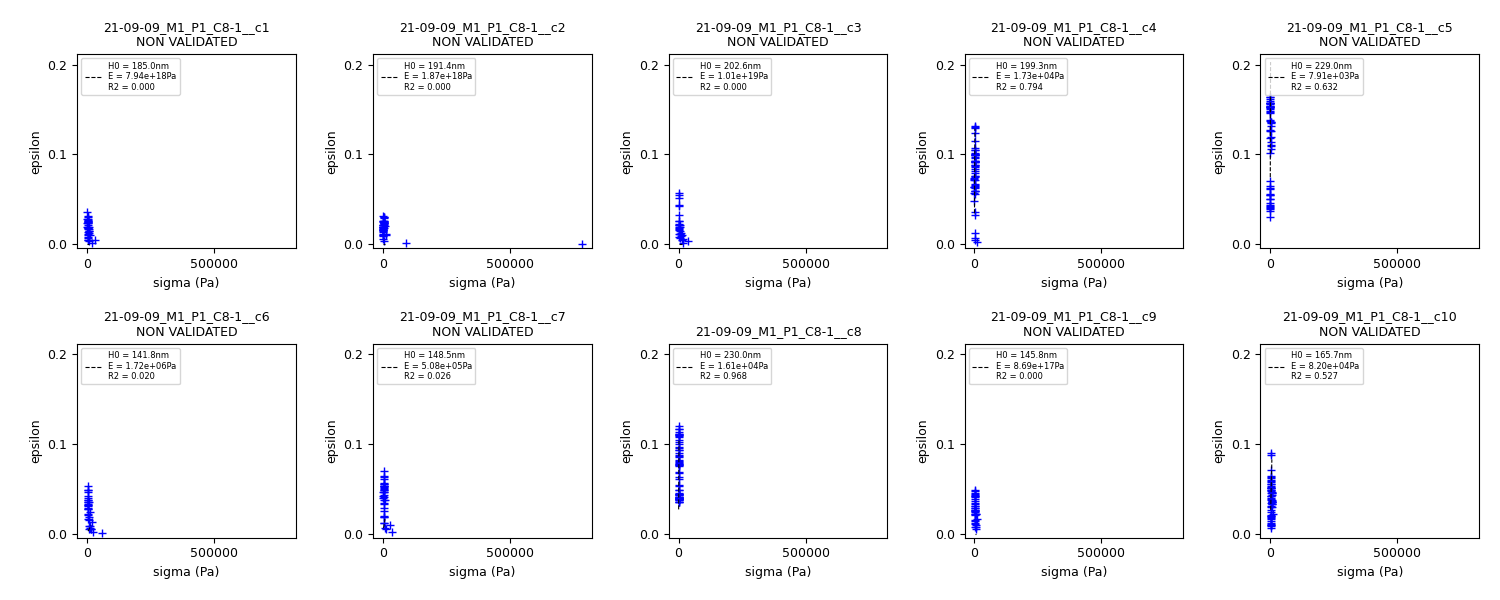 21-09-09_M1_P1_C8-1__c1
NON VALIDATED
0.2
0.1
0.0
epsilon
H0 = 185.0nm
E = 7.94e+18Pa
R2 = 0.000
0
500000
sigma (Pa)
21-09-09_M1_P1_C8-1__c2
NON VALIDATED
0.2
0.1
0.0
epsilon
H0 = 191.4nm
E = 1.87e+18Pa
R2 = 0.000
0
500000
sigma (Pa)
21-09-09_M1_P1_C8-1__c3
NON VALIDATED
0.2
0.1
0.0
epsilon
H0 = 202.6nm
E = 1.01e+19Pa
R2 = 0.000
0
500000
sigma (Pa)
21-09-09_M1_P1_C8-1__c4
NON VALIDATED
0.2
0.1
0.0
epsilon
H0 = 199.3nm
E = 1.73e+04Pa
R2 = 0.794
0
500000
sigma (Pa)
21-09-09_M1_P1_C8-1__c5
NON VALIDATED
0.2
0.1
0.0
epsilon
H0 = 229.0nm
E = 7.91e+03Pa
R2 = 0.632
0
500000
sigma (Pa)
21-09-09_M1_P1_C8-1__c6
NON VALIDATED
0.2
0.1
0.0
epsilon
H0 = 141.8nm
E = 1.72e+06Pa
R2 = 0.020
0
500000
sigma (Pa)
21-09-09_M1_P1_C8-1__c7
NON VALIDATED
0.2
0.1
0.0
epsilon
H0 = 148.5nm
E = 5.08e+05Pa
R2 = 0.026
0
500000
sigma (Pa)
21-09-09_M1_P1_C8-1__c8
0.2
0.1
0.0
epsilon
H0 = 230.0nm
E = 1.61e+04Pa
R2 = 0.968
0
500000
sigma (Pa)
21-09-09_M1_P1_C8-1__c9
NON VALIDATED
0.2
0.1
0.0
epsilon
H0 = 145.8nm
E = 8.69e+17Pa
R2 = 0.000
0
500000
sigma (Pa)
21-09-09_M1_P1_C8-1__c10
NON VALIDATED
0.2
0.1
0.0
epsilon
H0 = 165.7nm
E = 8.20e+04Pa
R2 = 0.527
0
500000
sigma (Pa)